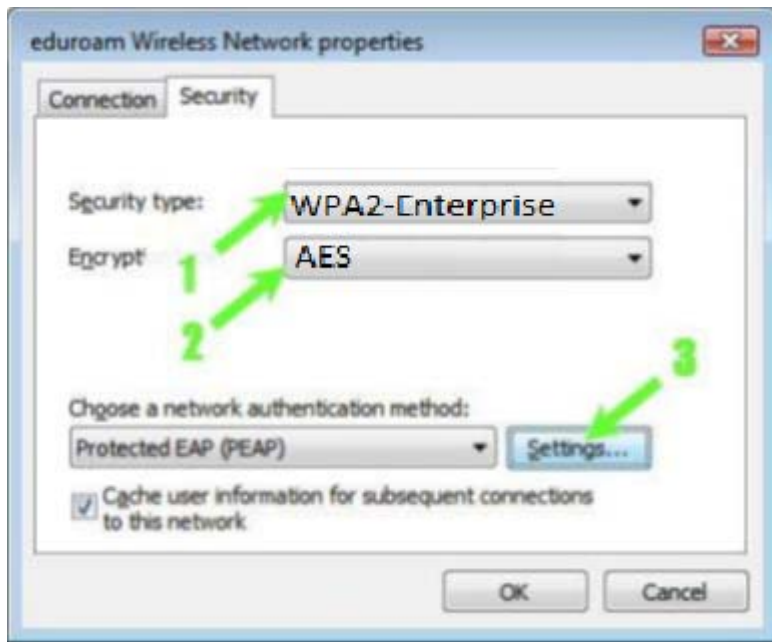 eduroam Wireless Network properties
Connection Security
Security type: WPA2-Enterprise
Encrypt AES
1
2
3
Choose a network authentication method:
Protected EAP (PEAP) Settings...
Cache user information for subsequent connections
to this network
OK Cancel